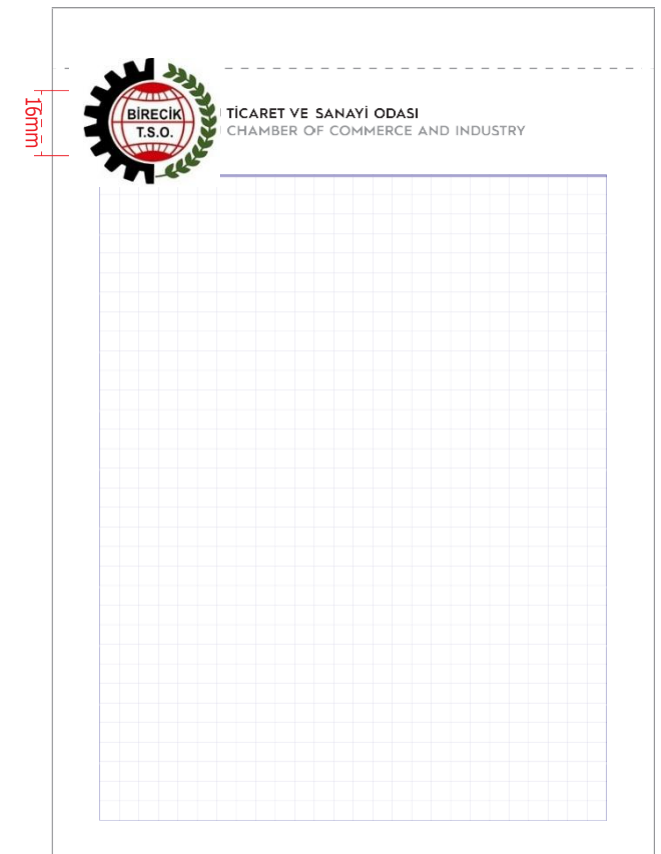 16mm
BİRECİK
T.S.O.
TİCARET VE SANAYİ ODASI
CHAMBER OF COMMERCE AND INDUSTRY